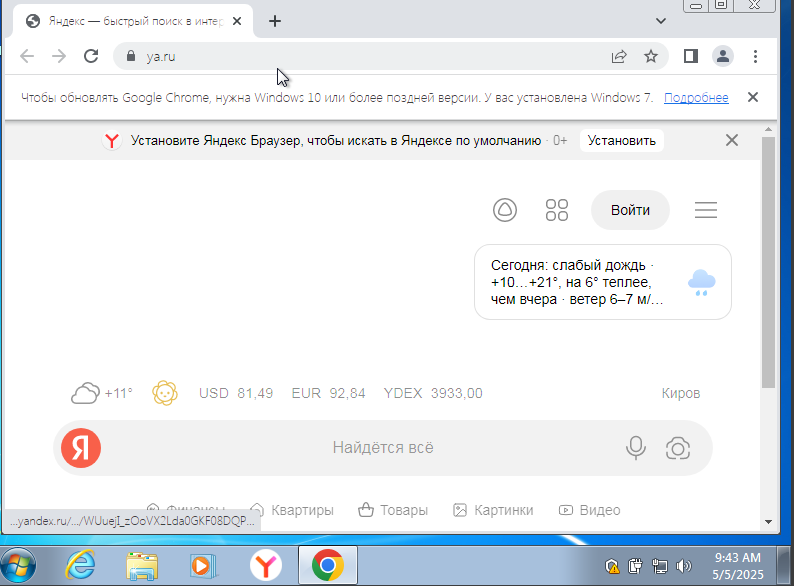 Яндекс — быстрый поиск в интер
ya.ru
Чтобы обновлять Google Chrome, нужна Windows 10 или более поздней версии. У вас установлена Windows 7. Подробнее
Установите Яндекс Браузер, чтобы искать в Яндексе по умолчанию · 0+ Установить
Войти
Сегодня: слабый дождь ·
+10…+21°, на 6° теплее,
чем вчера · ветер 6–7 м/…
+11° USD 81,49 EUR 92,84 YDEX 3933,00 Киров
Я Найдётся всё
Финансы Квартиры Товары Картинки Видео
...yandex.ru/.../WUuejI_zOoVX2Lda0GKF08DQP...
9:43 AM
5/5/2025